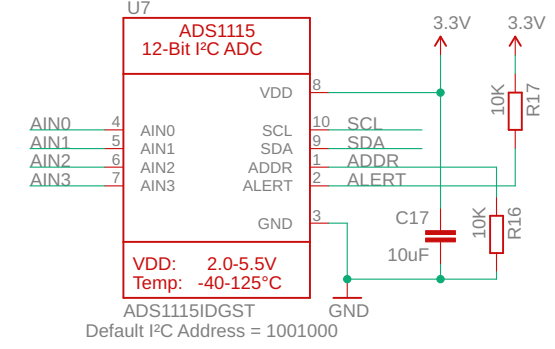 U7
3.3V 3.3V
ADS1115
12-Bit I²C ADC
VDD 8
10K R17
AIN0 4 AIN0 SCL 10 SCL
AIN1 5 AIN1 SDA 9 SDA
AIN2 6 AIN2 ADDR 1 ADDR
AIN3 7 AIN3 ALERT 2 ALERT
GND 3
C17 10K R16
10uF
VDD: 2.0-5.5V
Temp: -40-125°C
ADS1115IDGST GND
Default I²C Address = 1001000